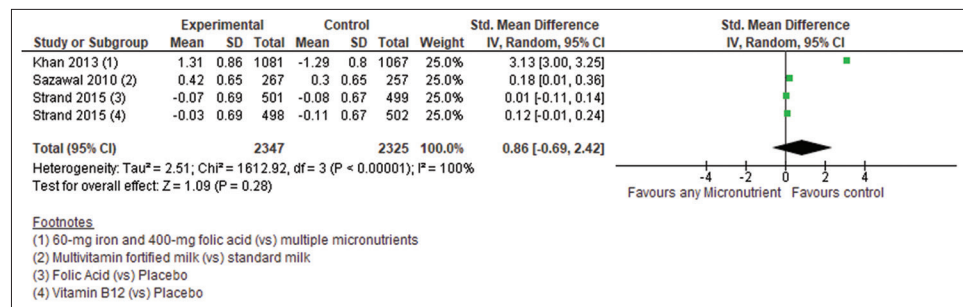 Experimental Control Std. Mean Difference Std. Mean Difference
Study or Subgroup Mean SD Total Mean SD Total Weight IV, Random, 95% CI IV, Random, 95% CI
Khan 2013 (1) 1.31 0.86 1081 -1.29 0.8 1067 25.0% 3.13 [3.00, 3.25]
Sazawal 2010 (2) 0.42 0.65 267 0.3 0.65 257 25.0% 0.18 [0.01, 0.36]
Strand 2015 (3) -0.07 0.69 501 -0.08 0.67 499 25.0% 0.01 [-0.11, 0.14]
Strand 2015 (4) -0.03 0.69 498 -0.11 0.67 502 25.0% 0.12 [-0.01, 0.24]
Total (95% CI) 2347 2325 100.0% 0.86 [-0.69, 2.42]
Heterogeneity: Tau² = 2.51; Chi² = 1612.92, df = 3 (P < 0.00001); I² = 100%
Test for overall effect: Z = 1.09 (P = 0.28)
-4 -2 0 2 4
Favours any Micronutrient Favours control
Footnotes
(1) 60-mg iron and 400-mg folic acid (vs) multiple micronutrients
(2) Multivitamin fortified milk (vs) standard milk
(3) Folic Acid (vs) Placebo
(4) Vitamin B12 (vs) Placebo